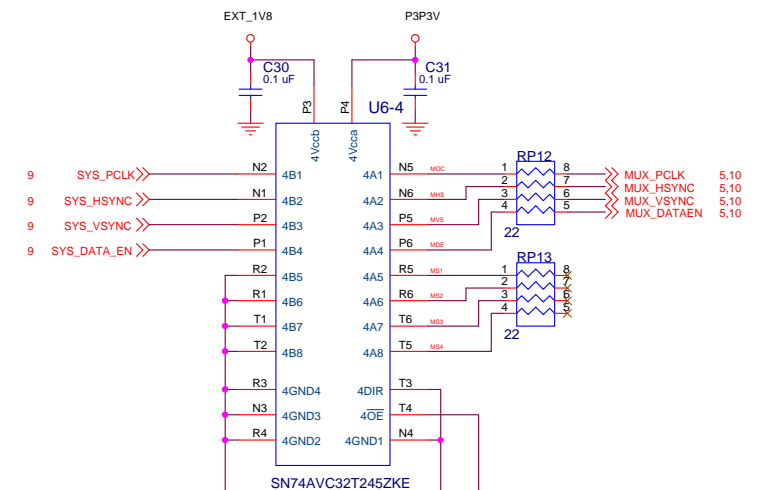 EXT_1V8 P3P3V
C30 C31
0.1 uF 0.1 uF
P3 P4 U6-4
4Vccb 4Vcca
RP12
9 SYS_PCLK N2 4B1 4A1 N5 MOC 1 8 MUX_PCLK 5,10
9 SYS_HSYNC N1 4B2 4A2 N6 MHS 2 7 MUX_HSYNC 5,10
9 SYS_VSYNC P2 4B3 4A3 P5 MVS 3 6 MUX_VSYNC 5,10
9 SYS_DATA_EN P1 4B4 4A4 P6 MDE 4 5 MUX_DATAEN 5,10
22
RP13
R2 4B5 4A5 R5 MS1 1 8
R1 4B6 4A6 R6 MS2 2 7
T1 4B7 4A7 T6 MS3 3 6
T2 4B8 4A8 T5 MS4 4 5
22
R3 4GND4 4DIR T3
N3 4GND3 4OE T4
R4 4GND2 4GND1 N4
SN74AVC32T245ZKE